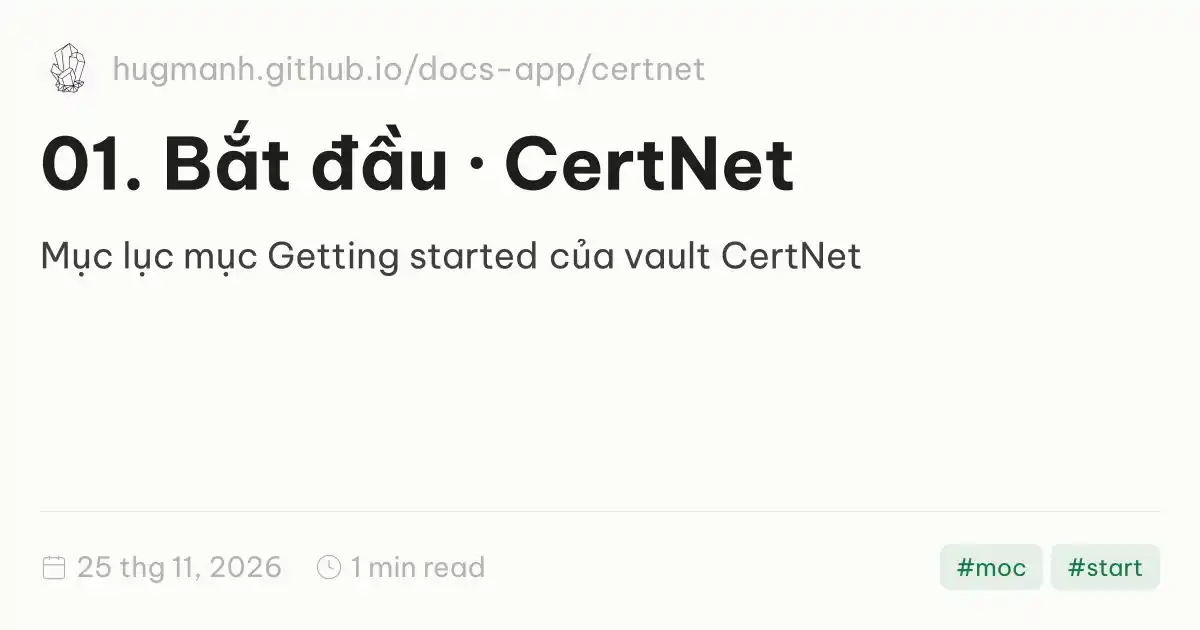 hugmanh.github.io/docs-app/certnet
01. Bắt đầu · CertNet
Mục lục mục Getting started của vault CertNet
25 thg 11, 2026 1 min read #moc #start